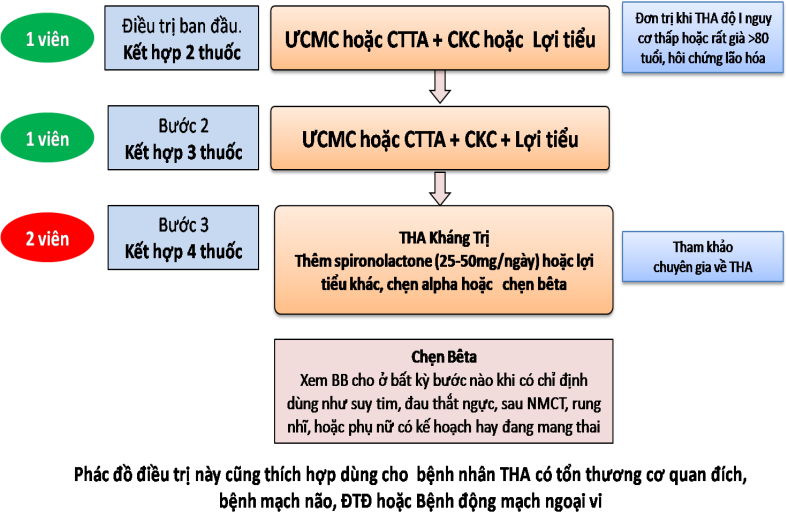 1 viên
Điều trị ban đầu.
Kết hợp 2 thuốc
ƯCMC hoặc CTTA + CKC hoặc Lợi tiểu
Đơn trị khi THA độ I nguy
cơ thấp hoặc rất già >80
tuổi, hôi chứng lão hóa
1 viên
Bước 2
Kết hợp 3 thuốc
ƯCMC hoặc CTTA + CKC + Lợi tiểu
2 viên
Bước 3
Kết hợp 4 thuốc
THA Kháng Trị
Thêm spironolactone (25-50mg/ngày) hoặc lợi
tiểu khác, chẹn alpha hoặc chẹn bêta
Tham khảo
chuyên gia về THA
Chẹn Bêta
Xem BB cho ở bất kỳ bước nào khi có chỉ định
dùng như suy tim, đau thắt ngực, sau NMCT, rung
nhĩ, hoặc phụ nữ có kế hoạch hay đang mang thai
Phác đồ điều trị này cũng thích hợp dùng cho bệnh nhân THA có tổn thương cơ quan đích,
bệnh mạch não, ĐTĐ hoặc Bệnh động mạch ngoại vi